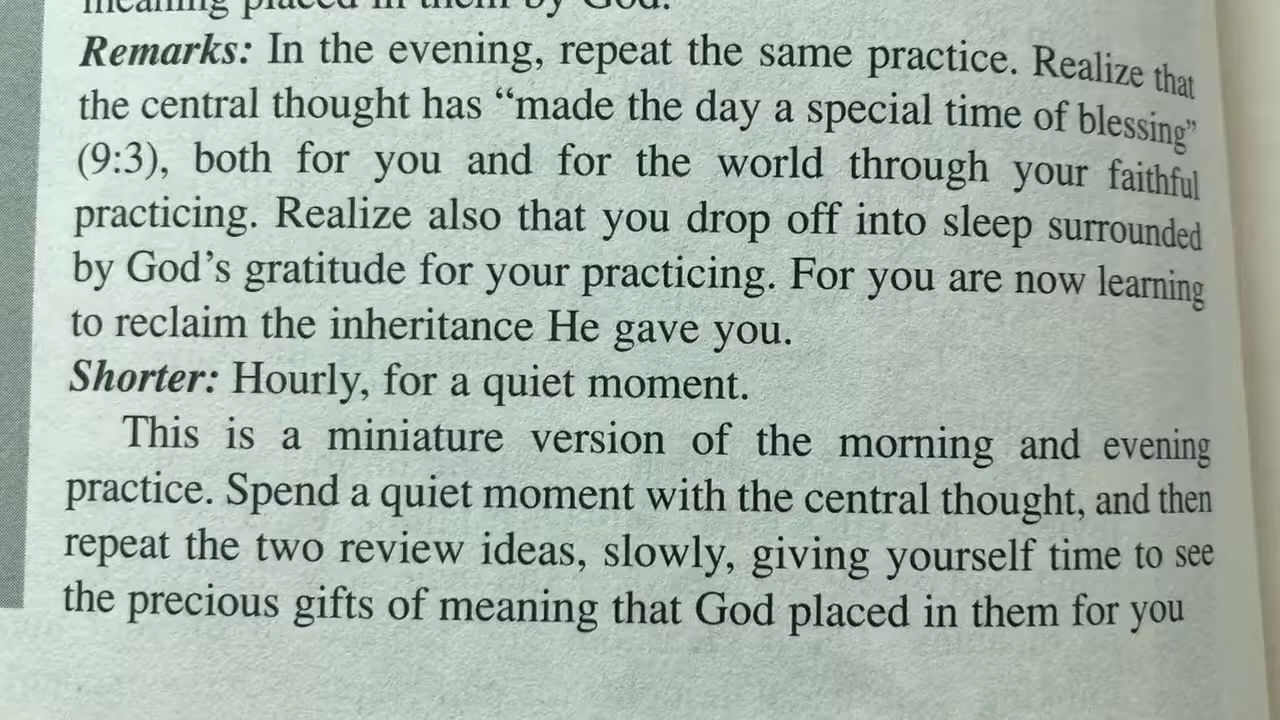 meaning placed in them by God.
Remarks: In the evening, repeat the same practice. Realize that
the central thought has “made the day a special time of blessing”
(9:3), both for you and for the world through your faithful
practicing. Realize also that you drop off into sleep surrounded
by God’s gratitude for your practicing. For you are now learning
to reclaim the inheritance He gave you.
Shorter: Hourly, for a quiet moment.
This is a miniature version of the morning and evening
practice. Spend a quiet moment with the central thought, and then
repeat the two review ideas, slowly, giving yourself time to see
the precious gifts of meaning that God placed in them for you